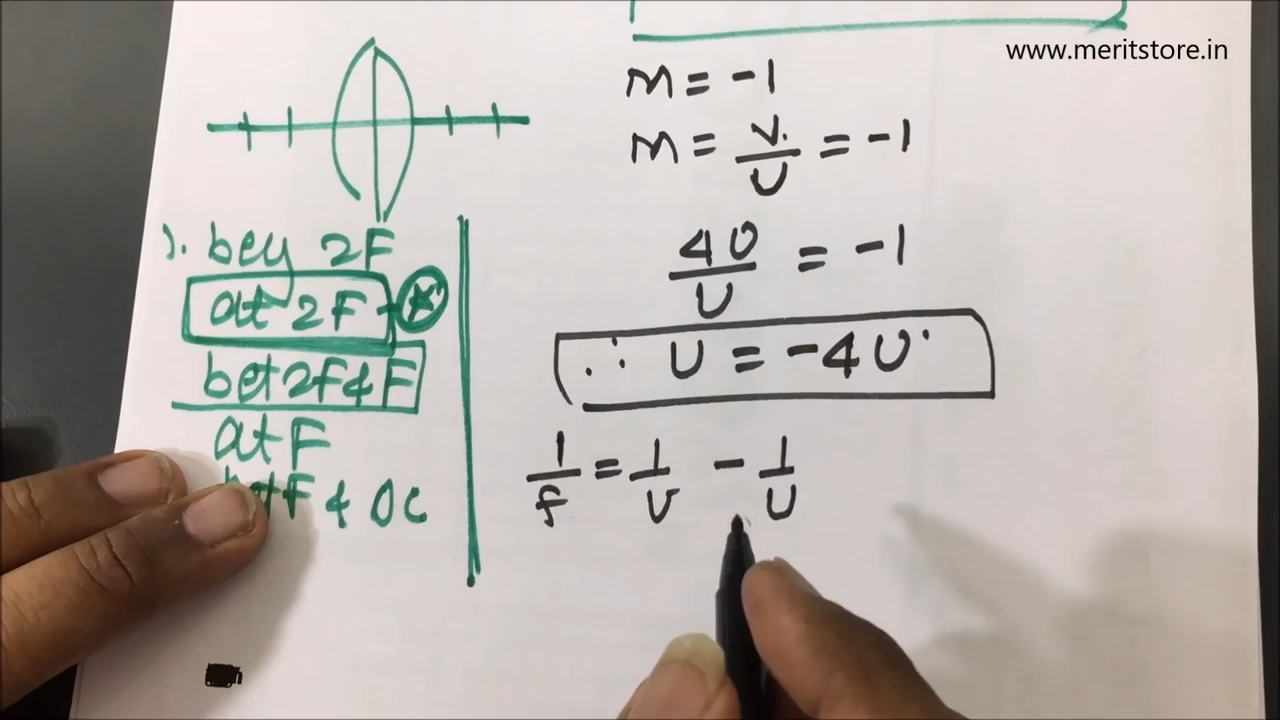 www.meritstore.in
m = -1
m = v/u = -1
40/u = -1
∴ u = -40
1/f = 1/v - 1/u
1. bey 2F
at 2F
bet 2F & F
at F
bet F & OC